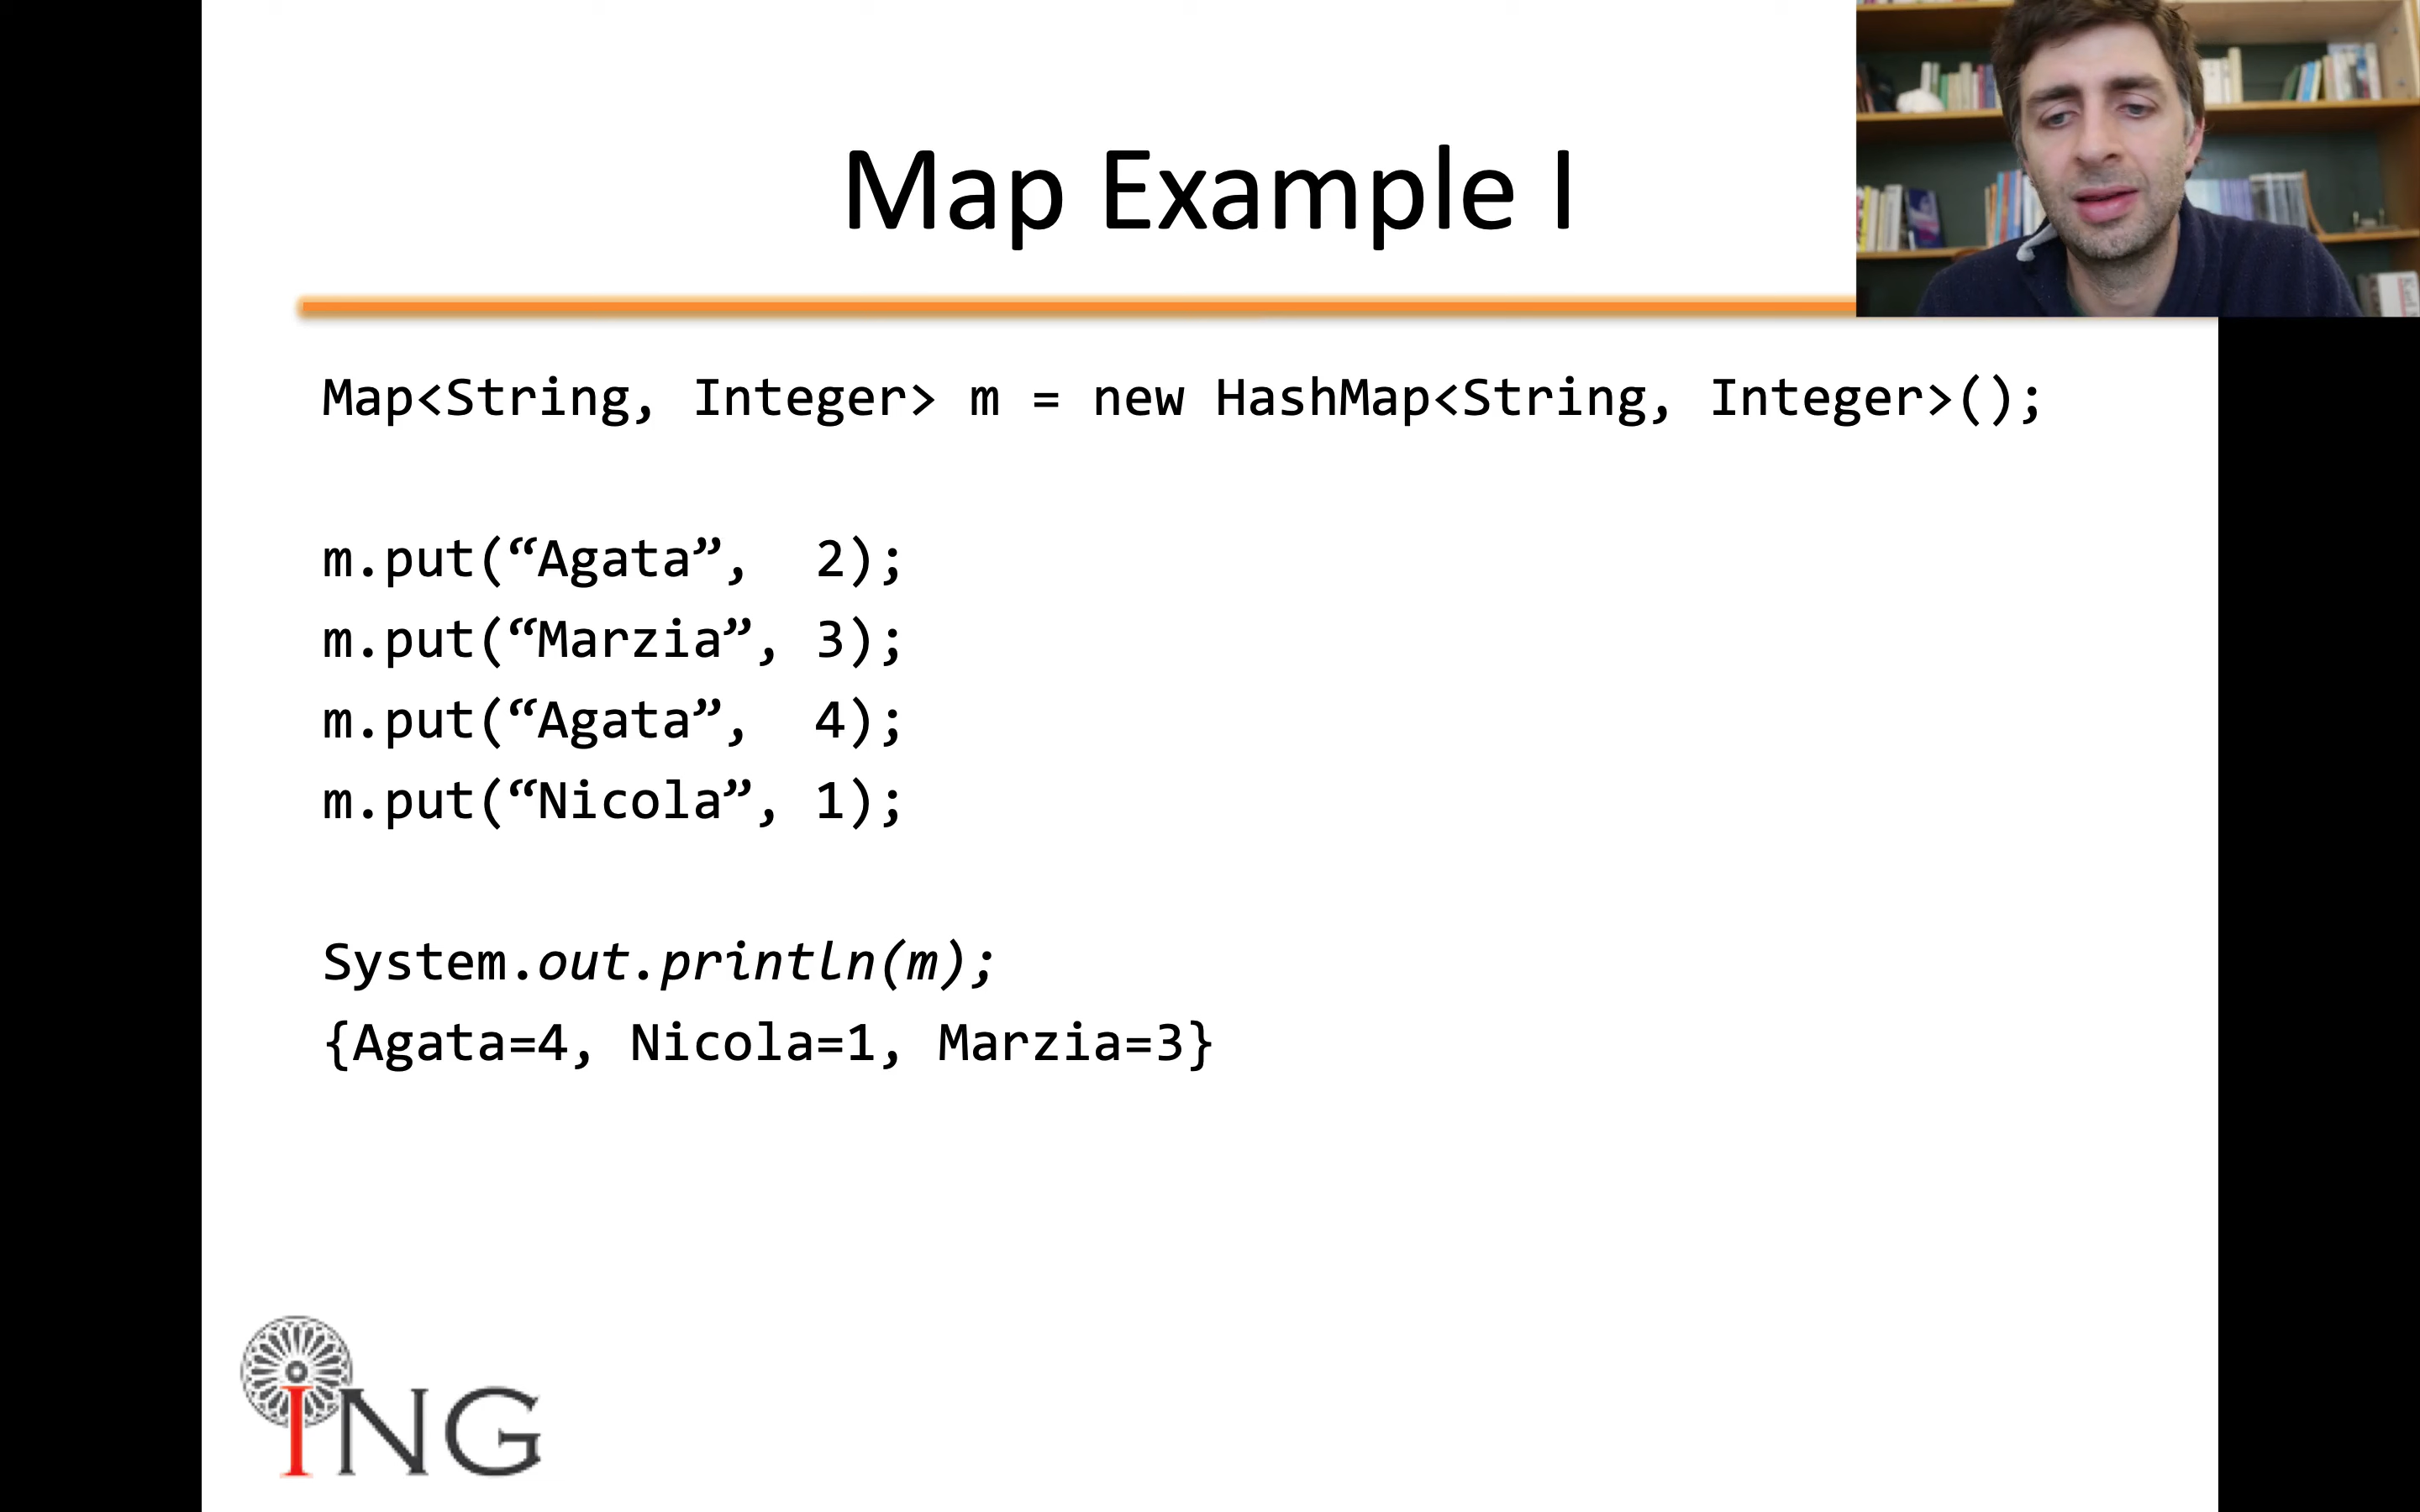 Map Example I
Map<String, Integer> m = new HashMap<String, Integer>();
m.put(“Agata”,  2);
m.put(“Marzia”, 3);
m.put(“Agata”,  4);
m.put(“Nicola”, 1);
System.out.println(m);
{Agata=4, Nicola=1, Marzia=3}
ING